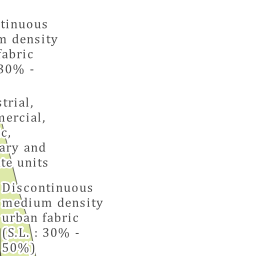 tinuous
m density
fabric
30% -
strial,
mercial,
c,
ary and
te units
Discontinuous
medium density
urban fabric
(S.L. : 30% -
50%)